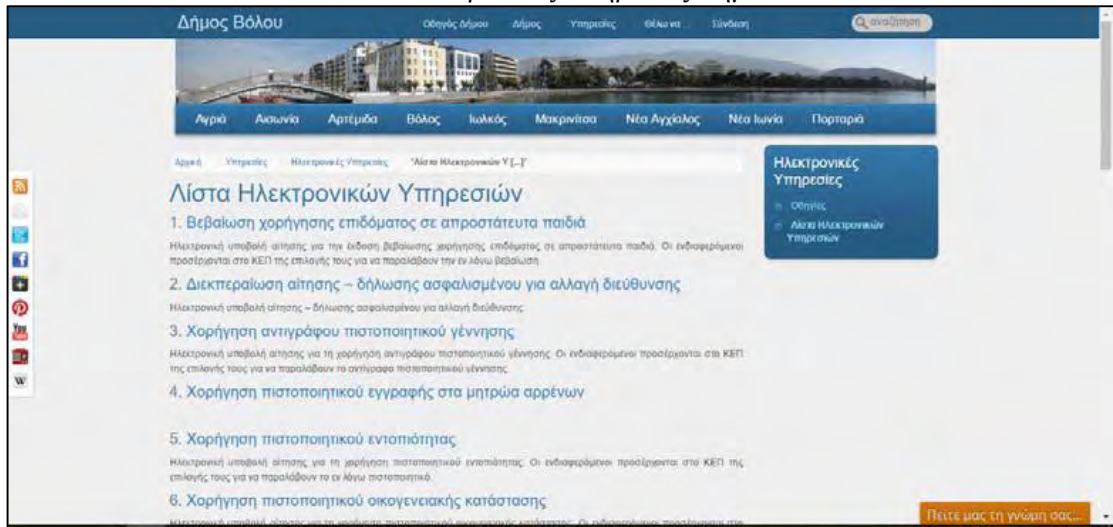 Δήμος Βόλου
Οδηγός Δήμου Δήμος Υπηρεσίες Θέλω να... Σύνδεση
αναζήτηση
Αγριά Αισωνία Αρτέμιδα Βόλος Ιωλκός Μακρινίτσα Νέα Αγχίαλος Νέα Ιωνία Πορταριά
Αρχική Υπηρεσίες Ηλεκτρονικές Υπηρεσίες "Λίστα Ηλεκτρονικών Υ [...]"
Ηλεκτρονικές
Υπηρεσίες
Οδηγίες
Λίστα Ηλεκτρονικών
Υπηρεσιών
Λίστα Ηλεκτρονικών Υπηρεσιών
1. Βεβαίωση χορήγησης επιδόματος σε απροστάτευτα παιδιά
Ηλεκτρονική υποβολή αίτησης για την έκδοση βεβαίωσης χορήγησης επιδόματος σε απροστάτευτα παιδιά. Οι ενδιαφερόμενοι
προσέρχονται στο ΚΕΠ της επιλογής τους για να παραλάβουν την εν λόγω βεβαίωση.
2. Διεκπεραίωση αίτησης – δήλωσης ασφαλισμένου για αλλαγή διεύθυνσης
Ηλεκτρονική υποβολή αίτησης – δήλωσης ασφαλισμένου για αλλαγή διεύθυνσης.
3. Χορήγηση αντιγράφου πιστοποιητικού γέννησης
Ηλεκτρονική υποβολή αίτησης για τη χορήγηση αντιγράφου πιστοποιητικού γέννησης. Οι ενδιαφερόμενοι προσέρχονται στο ΚΕΠ
της επιλογής τους για να παραλάβουν το αντίγραφο πιστοποιητικού γέννησης.
4. Χορήγηση πιστοποιητικού εγγραφής στα μητρώα αρρένων
5. Χορήγηση πιστοποιητικού εντοπιότητας
Ηλεκτρονική υποβολή αίτησης για τη χορήγηση πιστοποιητικού εντοπιότητας. Οι ενδιαφερόμενοι προσέρχονται στο ΚΕΠ της
επιλογής τους για να παραλάβουν το εν λόγω πιστοποιητικό.
6. Χορήγηση πιστοποιητικού οικογενειακής κατάστασης
Πείτε μας τη γνώμη σας...